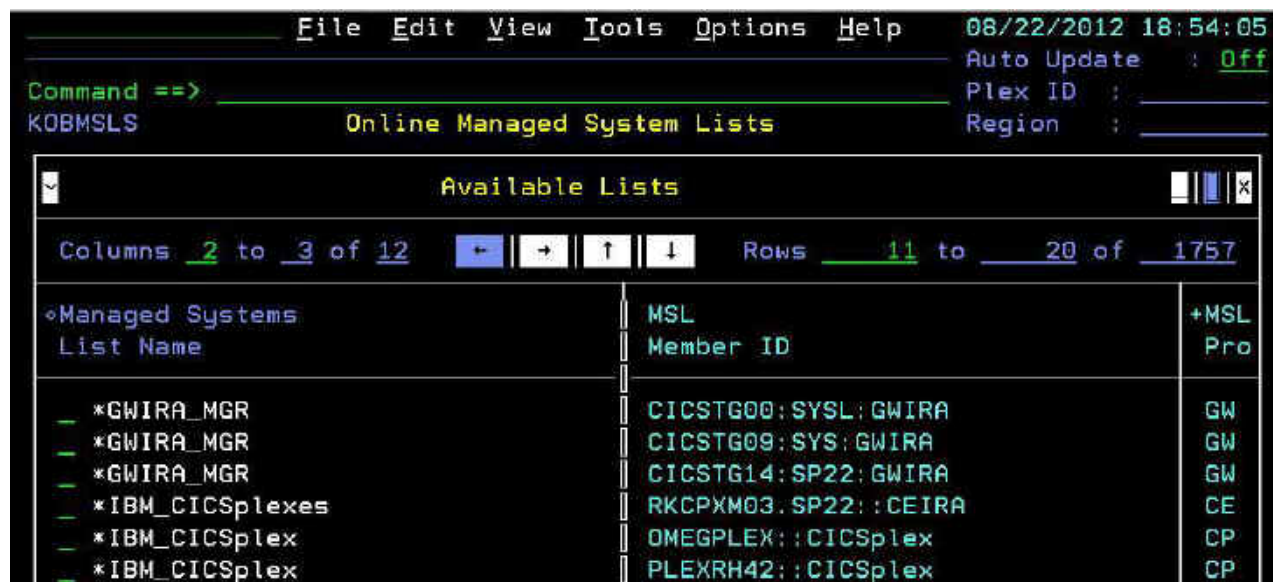 File Edit View Tools Options Help 08/22/2012 18:54:05
Auto Update : Off
Command ==> Plex ID :
KOBMSLS Online Managed System Lists Region :
Available Lists
Columns 2 to 3 of 12 ← → ↑ ↓ Rows 11 to 20 of 1757
◇Managed Systems MSL +MSL
List Name Member ID Pro
_ *GWIRA_MGR CICSTG00:SYSL:GWIRA GW
_ *GWIRA_MGR CICSTG09:SYS:GWIRA GW
_ *GWIRA_MGR CICSTG14:SP22:GWIRA GW
_ *IBM_CICSplexes RKCPXM03.SP22::CEIRA CE
_ *IBM_CICSplex OMEGPLEX::CICSplex CP
_ *IBM_CICSplex PLEXRH42::CICSplex CP